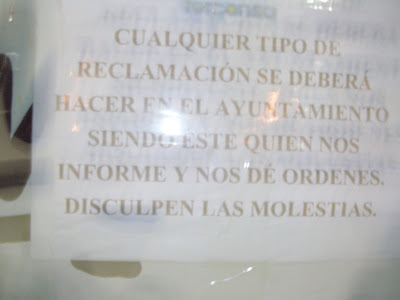 CUALQUIER TIPO DE
RECLAMACIÓN SE DEBERÁ
HACER EN EL AYUNTAMIENTO
SIENDO ESTE QUIEN NOS
INFORME Y NOS DÉ ORDENES.
DISCULPEN LAS MOLESTIAS.